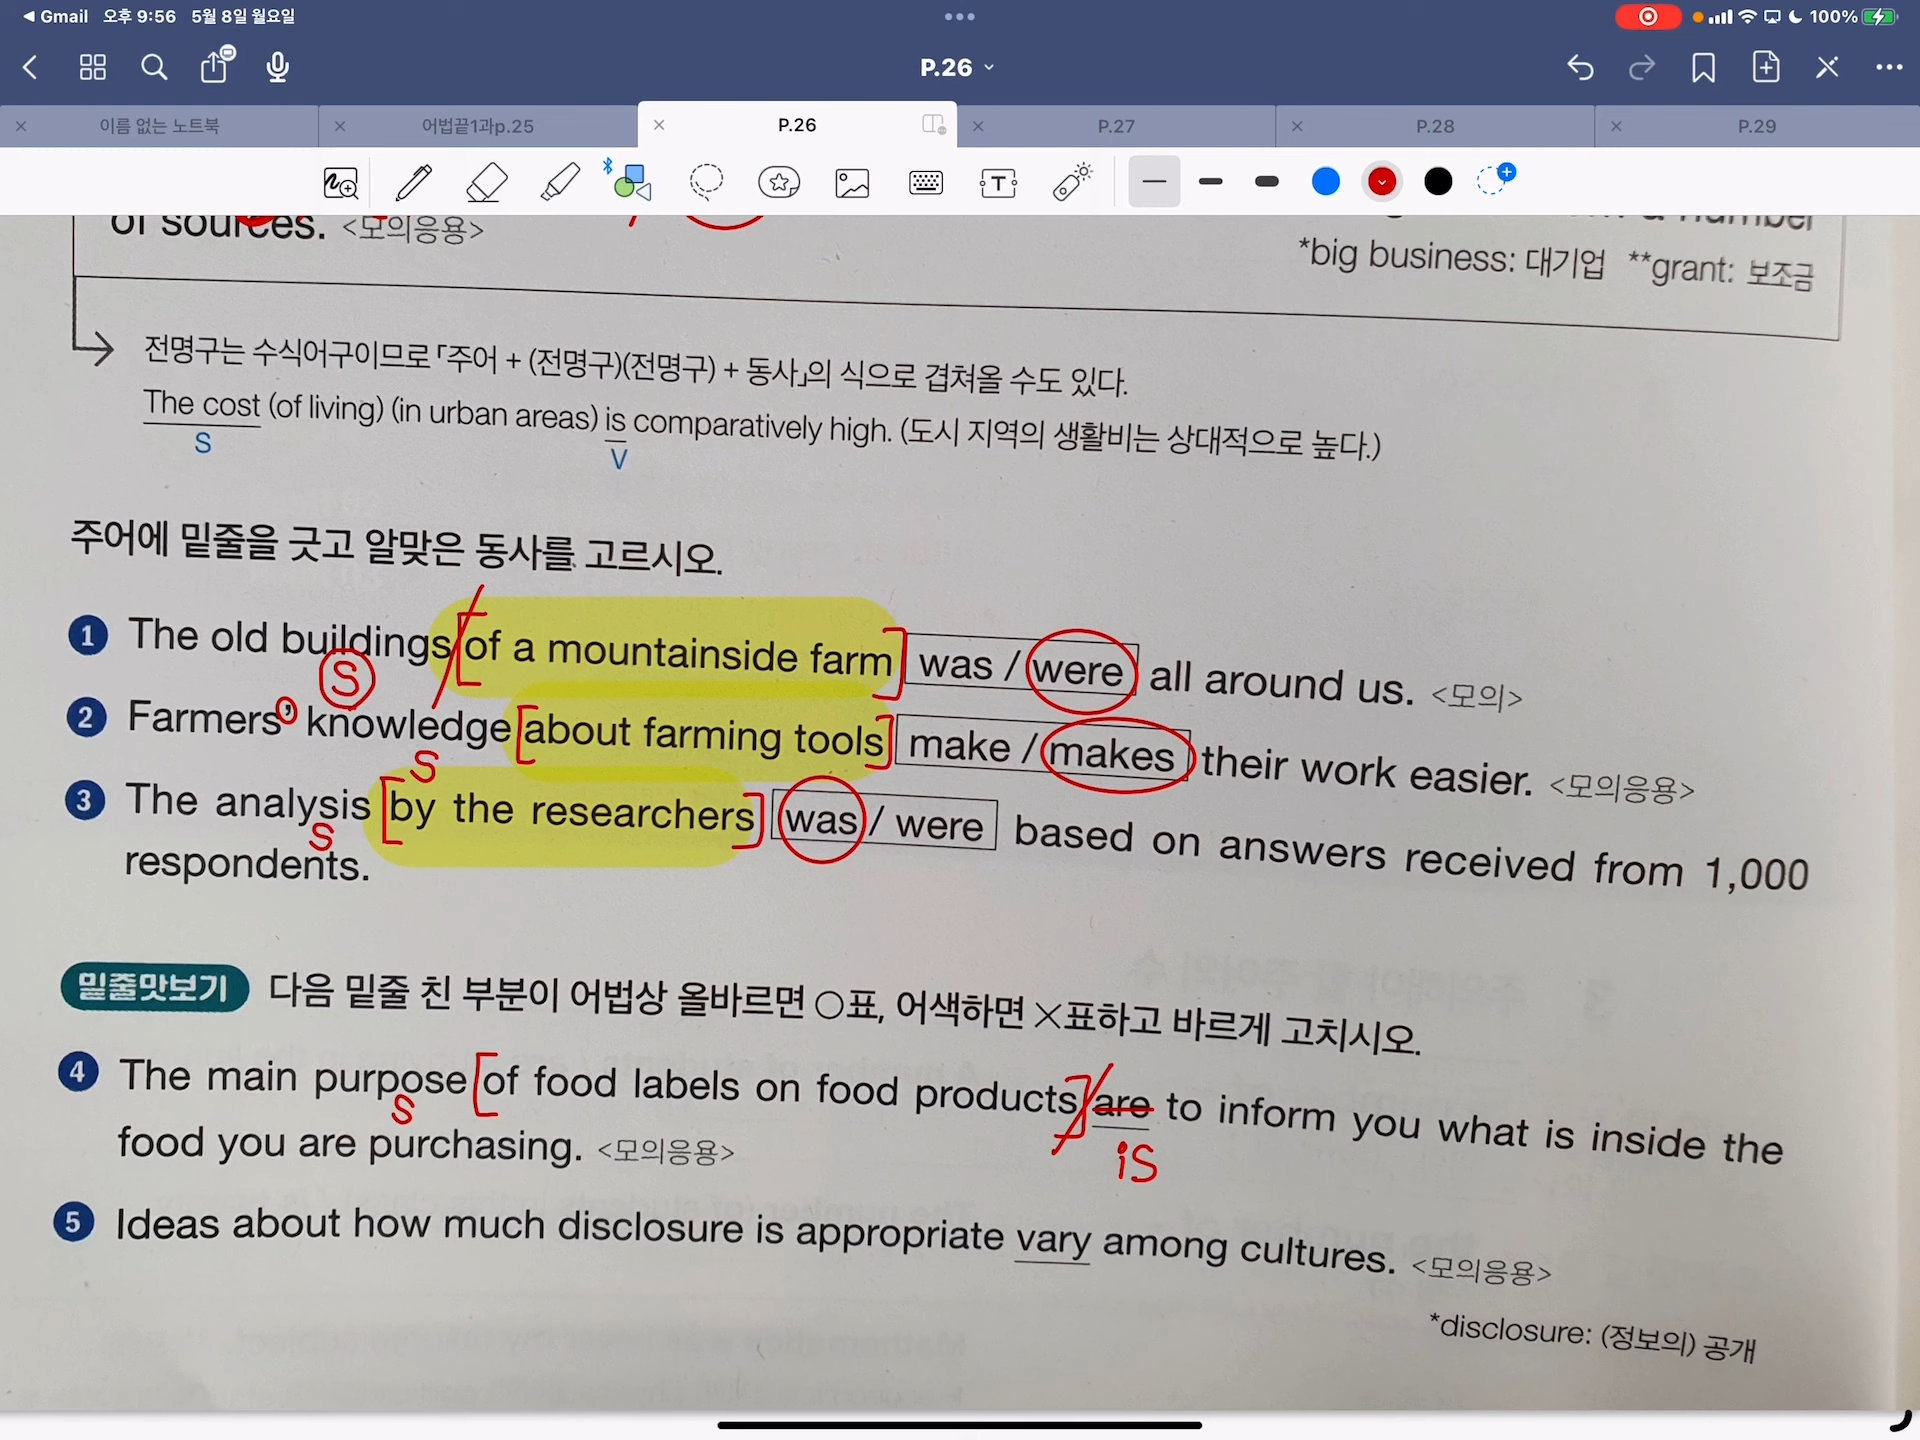 Gmail 오후 9:56 5월 8일 월요일
100%
P.26
이름 없는 노트북
어법끝1과p.25
P.26
P.27
P.28
P.29
of sources. <모의응용>
a number
*big business: 대기업 **grant: 보조금
전명구는 수식어구이므로 「주어 + (전명구)(전명구) + 동사」의 식으로 겹쳐올 수도 있다.
The cost (of living) (in urban areas) is comparatively high. (도시 지역의 생활비는 상대적으로 높다.)
S
V
주어에 밑줄을 긋고 알맞은 동사를 고르시오.
1 The old buildings [of a mountainside farm] was / were all around us. <모의>
S
2 Farmers' knowledge [about farming tools] make / makes their work easier. <모의응용>
S
3 The analysis [by the researchers] was / were based on answers received from 1,000
S
respondents.
밑줄맛보기 다음 밑줄 친 부분이 어법상 올바르면 ○표, 어색하면 ×표하고 바르게 고치시오.
4 The main purpose [of food labels on food products] are to inform you what is inside the
S
is
food you are purchasing. <모의응용>
5 Ideas about how much disclosure is appropriate vary among cultures. <모의응용>
*disclosure: (정보의) 공개